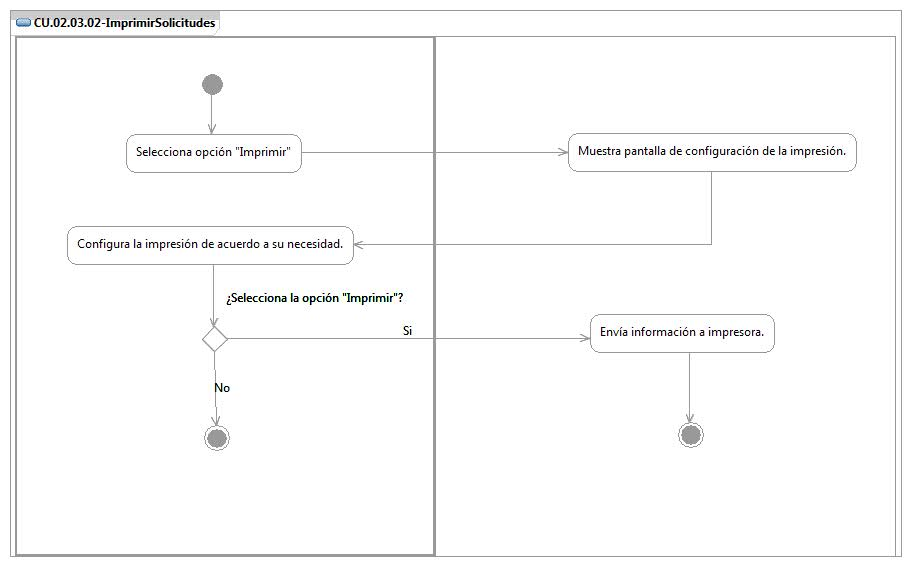 CU.02.03.02-ImprimirSolicitudes
Selecciona opción "Imprimir"
Muestra pantalla de configuración de la impresión.
Configura la impresión de acuerdo a su necesidad.
¿Selecciona la opción "Imprimir"?
Si
Envía información a impresora.
No